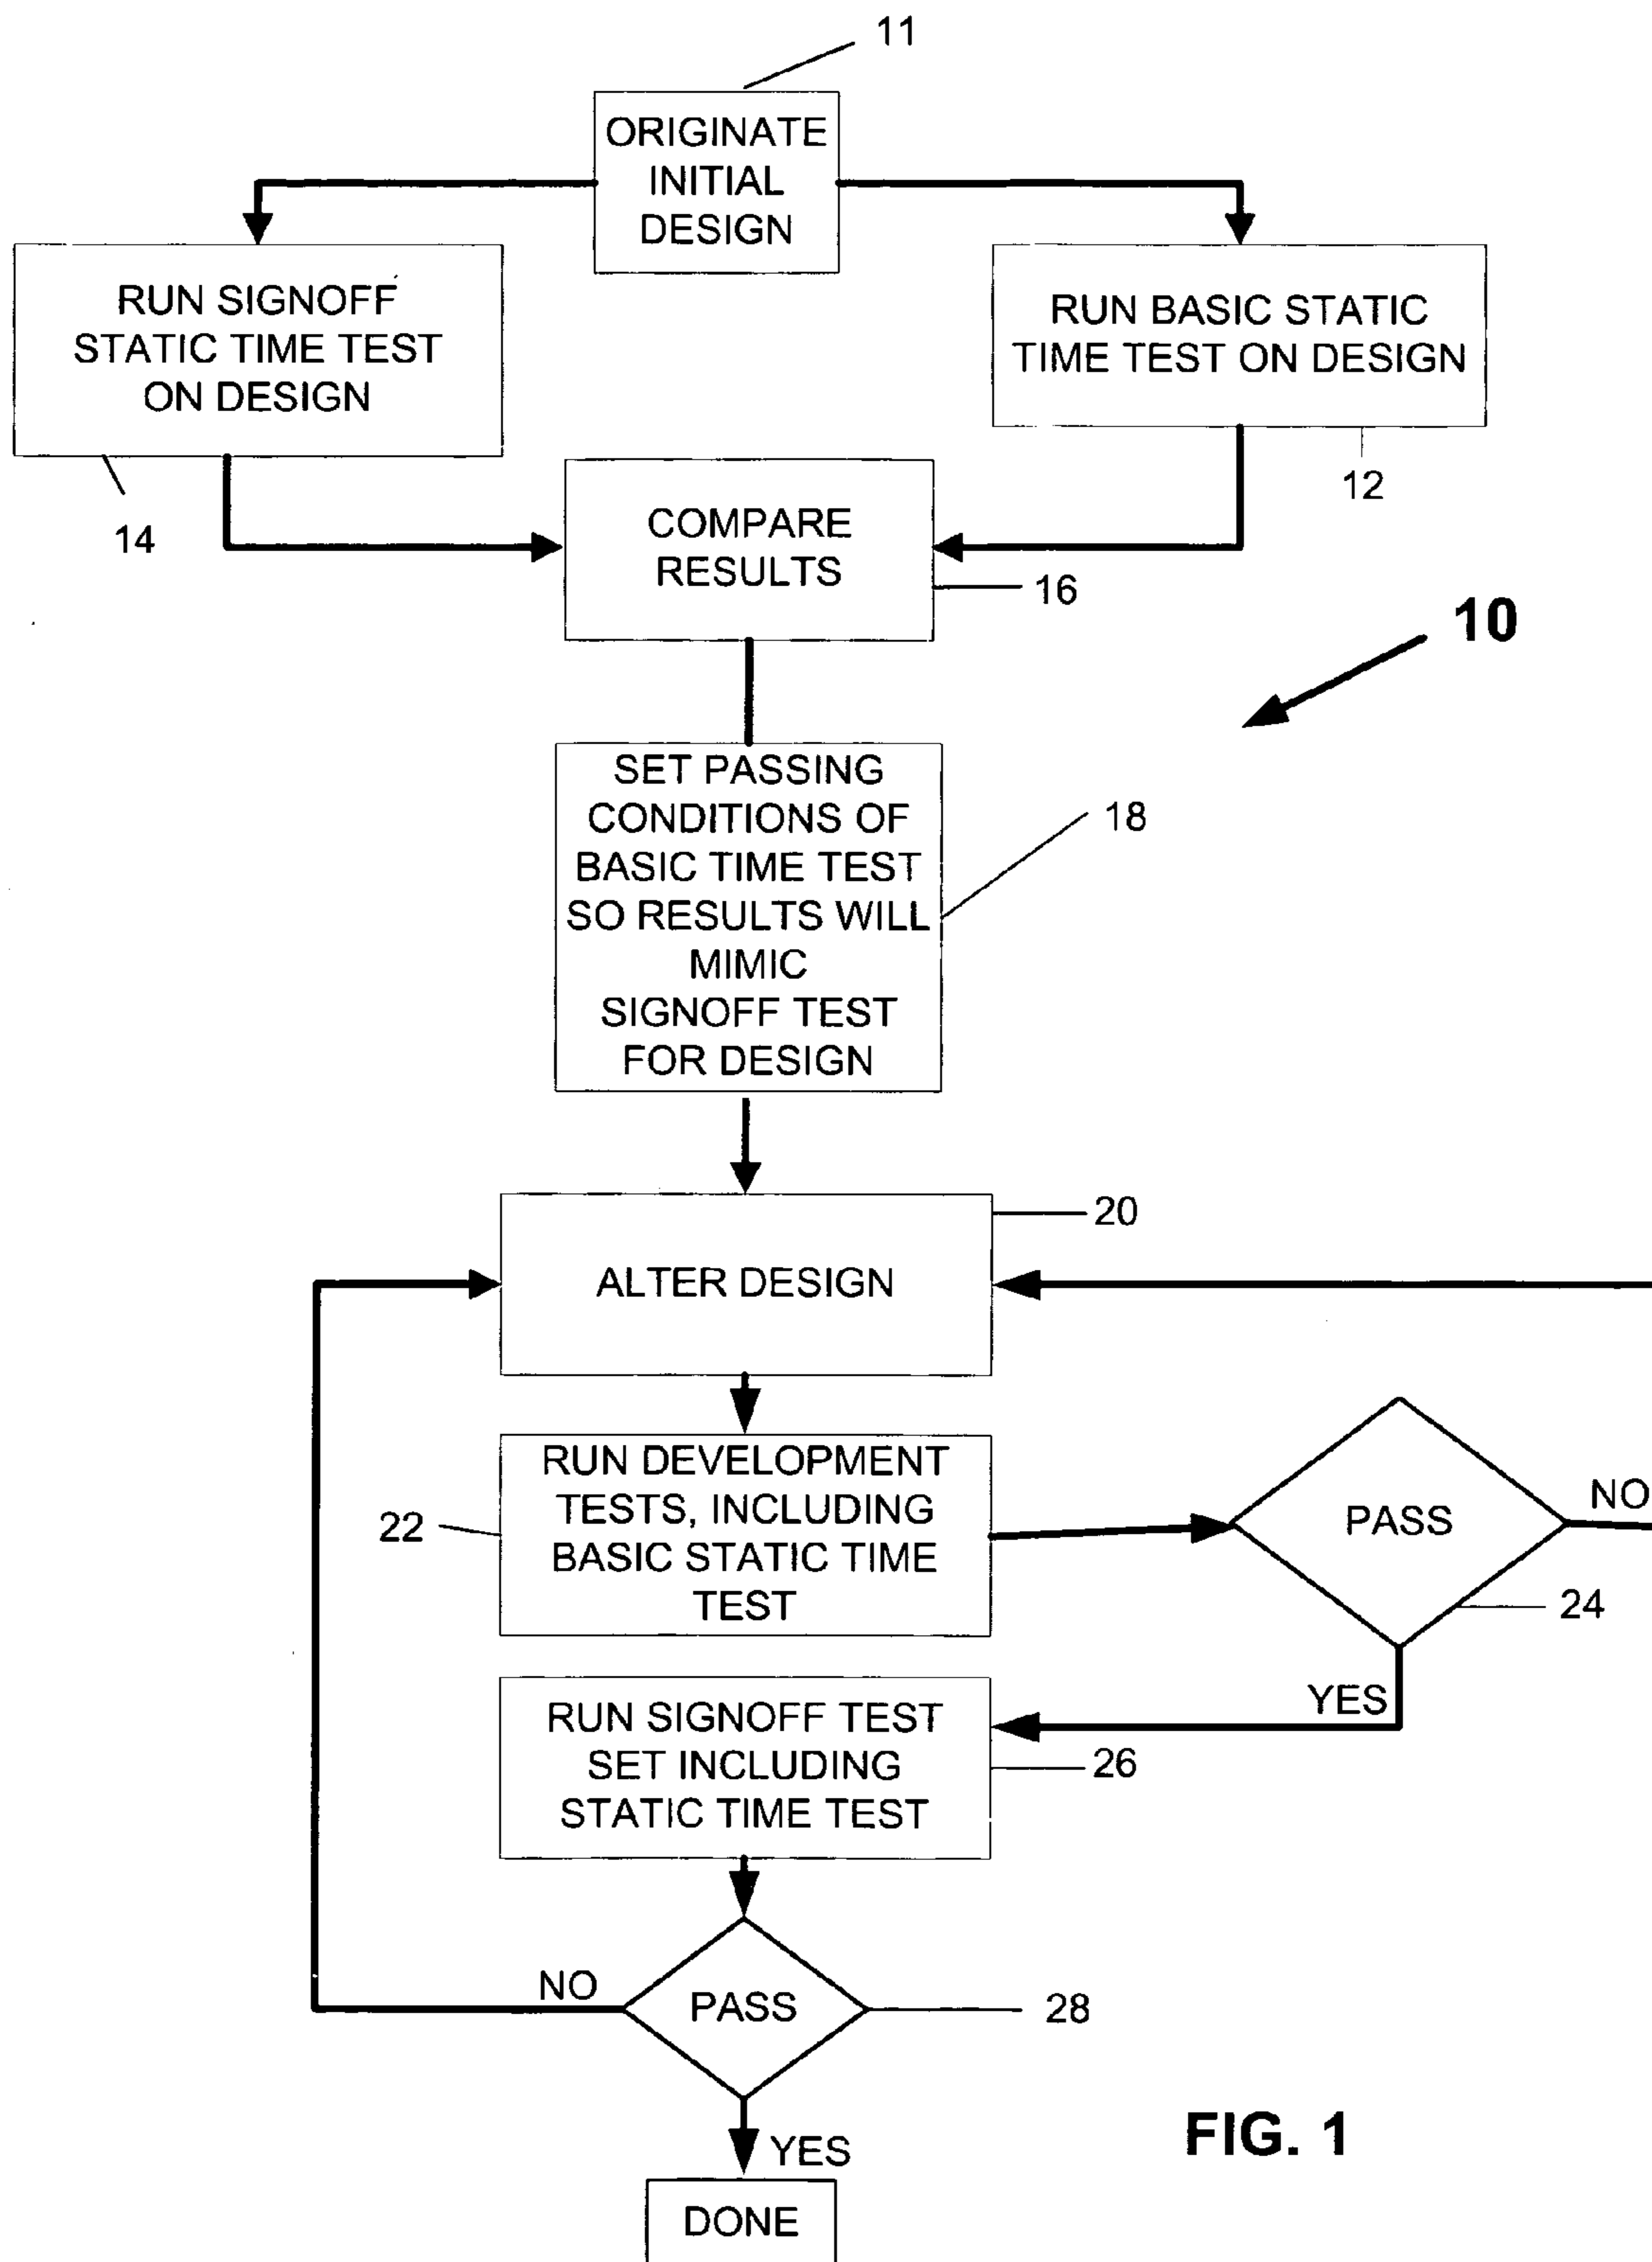 11
ORIGINATE
INITIAL
DESIGN
RUN SIGNOFF
STATIC TIME TEST
ON DESIGN
14
RUN BASIC STATIC
TIME TEST ON DESIGN
12
COMPARE
RESULTS
16
10
SET PASSING
CONDITIONS OF
BASIC TIME TEST
SO RESULTS WILL
MIMIC
SIGNOFF TEST
FOR DESIGN
18
ALTER DESIGN
20
RUN DEVELOPMENT
TESTS, INCLUDING
BASIC STATIC TIME
TEST
22
PASS
NO
24
YES
RUN SIGNOFF TEST
SET INCLUDING
STATIC TIME TEST
26
NO
PASS
28
YES
DONE
FIG. 1